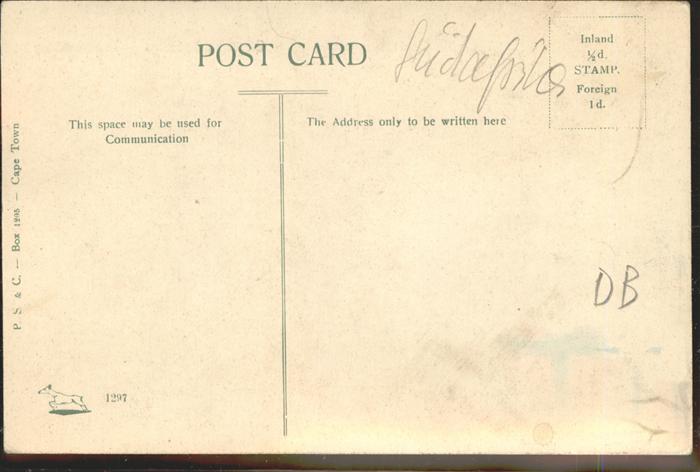 POST CARD
Südafrika
Inland
½d.
STAMP.
Foreign
1d.
This space may be used for
Communication
The Address only to be written here
P. S. & C. — Box 1295 — Cape Town
DB
1297